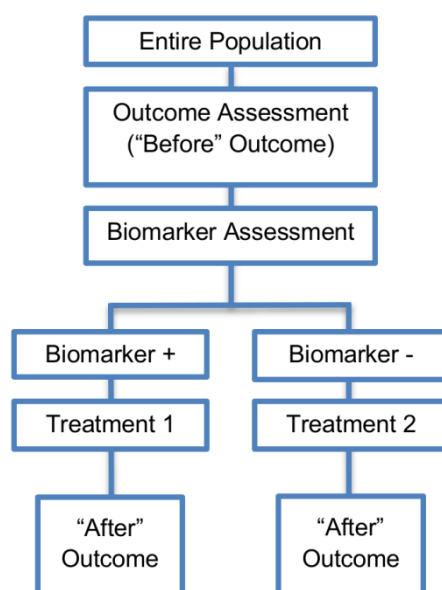 Entire Population
Outcome Assessment
(“Before” Outcome)
Biomarker Assessment
Biomarker +
Biomarker -
Treatment 1
Treatment 2
“After”
Outcome
“After”
Outcome